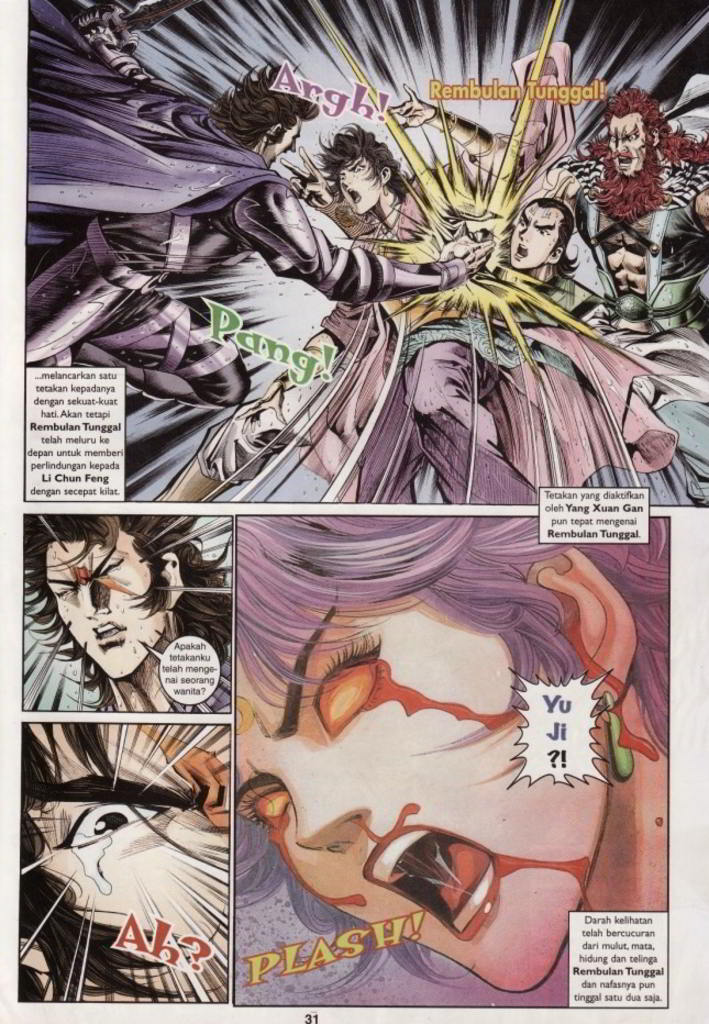 Argh!
Rembulan Tunggal!
Pang!
...melancarkan satu
tetakan kepadanya
dengan sekuat-kuat
hati. Akan tetapi
Rembulan Tunggal
telah meluru ke
depan untuk memberi
perlindungan kepada
Li Chun Feng
dengan secepat kilat.
Tetakan yang diaktifkan
oleh Yang Xuan Gan
pun tepat mengenai
Rembulan Tunggal.
Apakah
tetakanku
telah menge-
nai seorang
wanita?
Yu
Ji
?!
Ah?
PLASH!
Darah kelihatan
telah bercucuran
dari mulut, mata,
hidung dan telinga
Rembulan Tunggal
dan nafasnya pun
tinggal satu dua saja.
31